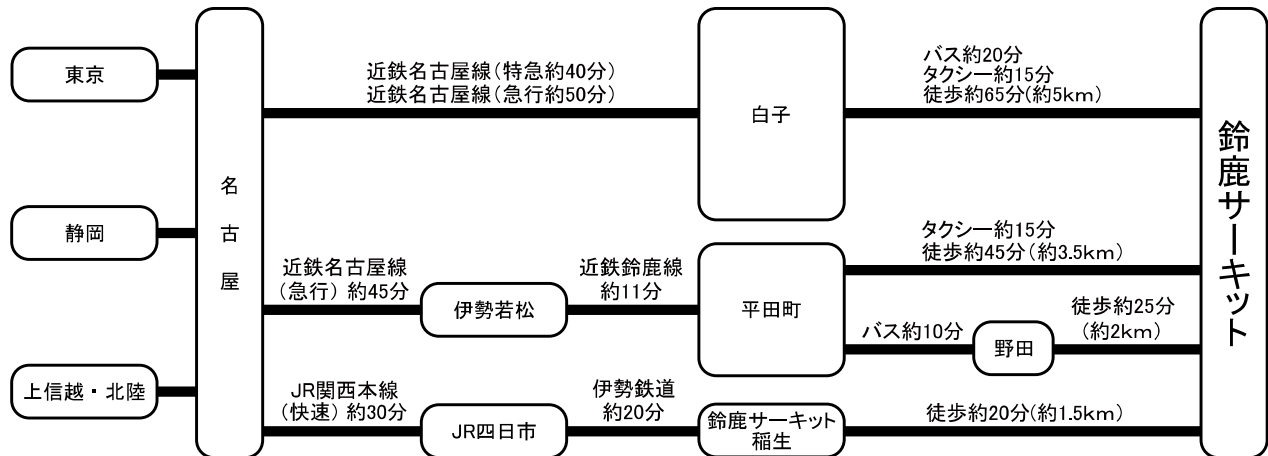 東京
静岡
上信越・北陸
名古屋
近鉄名古屋線(特急約40分)
近鉄名古屋線(急行約50分)
白子
バス約20分
タクシー約15分
徒歩約65分(約5km)
近鉄名古屋線
(急行)約45分
伊勢若松
近鉄鈴鹿線
約11分
平田町
タクシー約15分
徒歩約45分(約3.5km)
バス約10分
野田
徒歩約25分
(約2km)
JR関西本線
(快速)約30分
JR四日市
伊勢鉄道
約20分
鈴鹿サーキット
稲生
徒歩約20分(約1.5km)
鈴鹿サーキット